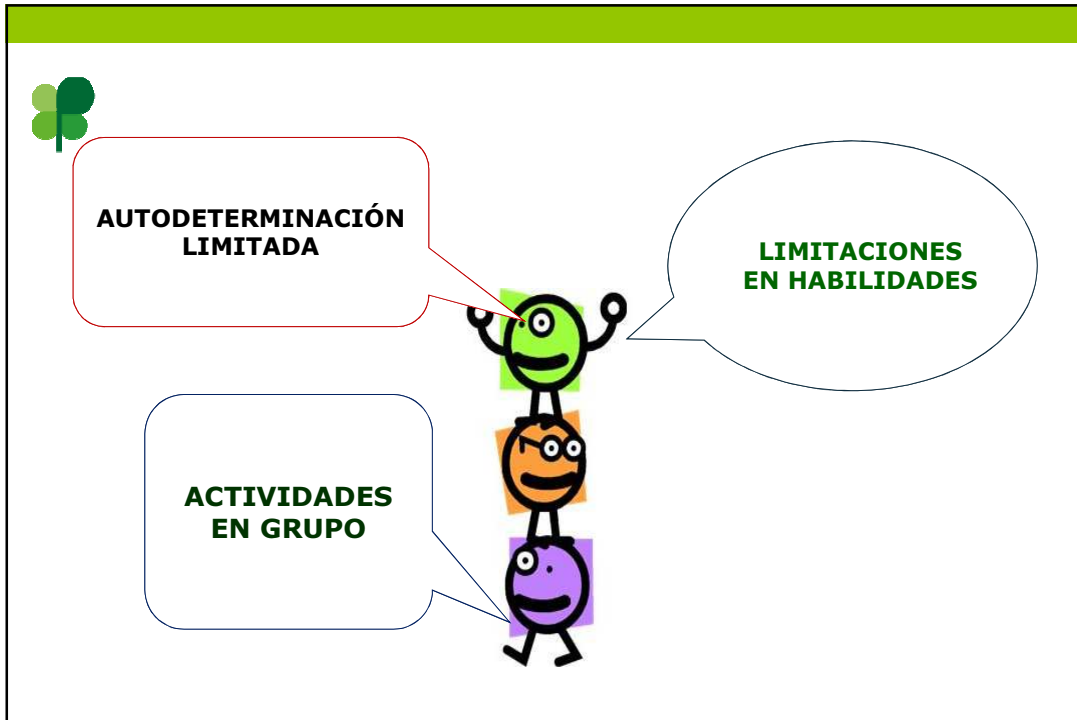 AUTODETERMINACIÓN
LIMITADA
LIMITACIONES
EN HABILIDADES
ACTIVIDADES
EN GRUPO